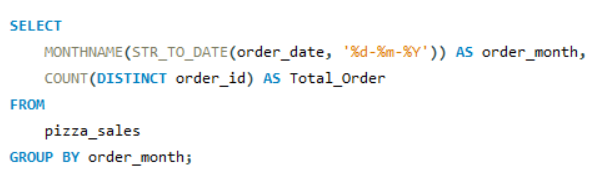 SELECT
MONTHNAME(STR_TO_DATE(order_date, '%d-%m-%Y')) AS order_month,
COUNT(DISTINCT order_id) AS Total_Order
FROM
pizza_sales
GROUP BY order_month;